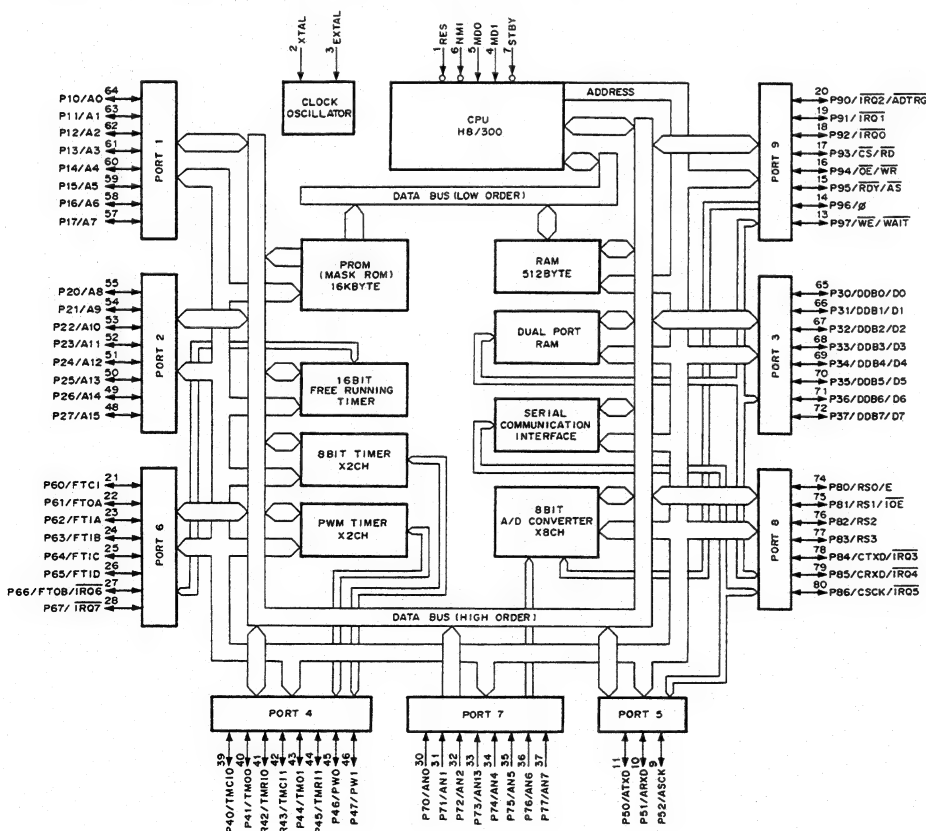 2 XTAL
3 EXTAL
1 RES
6 NMI
5 MD0
4 MD1
7 STBY
CLOCK
OSCILLATOR
CPU
H8/300
ADDRESS
DATA BUS (LOW ORDER)
PORT 1
P10/A0 64
P11/A1 63
P12/A2 62
P13/A3 61
P14/A4 60
P15/A5 59
P16/A6 58
P17/A7 57
PORT 9
20 P90/IRQ2/ADTRG
19 P91/IRQ1
18 P92/IRQ0
17 P93/CS/RD
16 P94/OE/WR
15 P95/RDY/AS
14 P96/ø
13 P97/WE/WAIT
PROM
(MASK ROM)
16KBYTE
RAM
512BYTE
PORT 2
P20/A8 55
P21/A9 54
P22/A10 53
P23/A11 52
P24/A12 51
P25/A13 50
P26/A14 49
P27/A15 48
DUAL PORT
RAM
PORT 3
65 P30/DDB0/D0
66 P31/DDB1/D1
67 P32/DDB2/D2
68 P33/DDB3/D3
69 P34/DDB4/D4
70 P35/DDB5/D5
71 P36/DDB6/D6
72 P37/DDB7/D7
16BIT
FREE RUNNING
TIMER
SERIAL
COMMUNICATION
INTERFACE
8BIT TIMER
X2CH
PWM TIMER
X2CH
8BIT
A/D CONVERTER
X8CH
PORT 6
P60/FTCI 21
P61/FTOA 22
P62/FTIA 23
P63/FTIB 24
P64/FTIC 25
P65/FTID 26
P66/FTOB/IRQ6 27
P67/IRQ7 28
PORT 8
74 P80/RS0/E
75 P81/RS1/IOE
76 P82/RS2
77 P83/RS3
78 P84/CTXD/IRQ3
79 P85/CRXD/IRQ4
80 P86/CSCK/IRQ5
DATA BUS (HIGH ORDER)
PORT 4
PORT 7
PORT 5
P40/TMCI0 39
P41/TMO0 40
R42/TMRI0 41
R43/TMCI1 42
P44/TMO1 43
P45/TMRI1 44
P46/PW0 45
P47/PW1 46
P70/AN0 30
P71/AN1 31
P72/AN2 32
P73/AN13 33
P74/AN4 34
P75/AN5 35
P76/AN6 36
P77/AN7 37
P50/ATXD 11
P51/ARXD 10
P52/ASCK 9